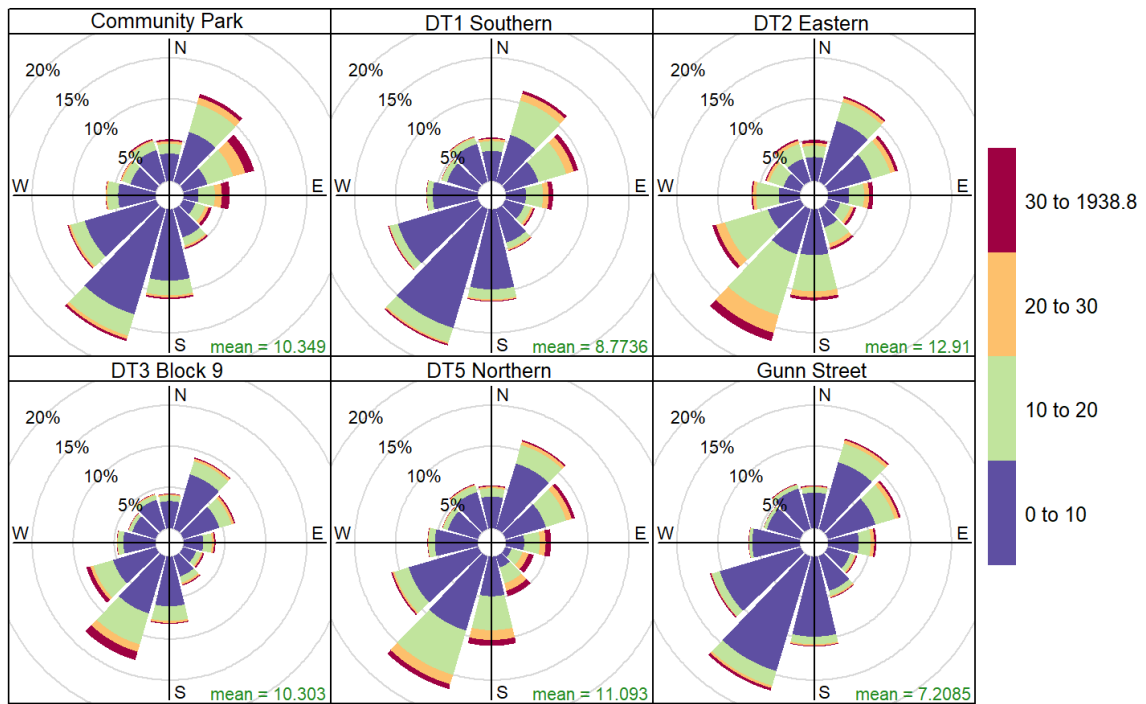 Community Park
N
20%
15%
10%
5%
W
E
S
mean = 10.349
DT1 Southern
N
20%
15%
10%
5%
W
E
S
mean = 8.7736
DT2 Eastern
N
20%
15%
10%
5%
W
E
S
mean = 12.91
DT3 Block 9
N
20%
15%
10%
5%
W
E
S
mean = 10.303
DT5 Northern
N
20%
15%
10%
5%
W
E
S
mean = 11.093
Gunn Street
N
20%
15%
10%
5%
W
E
S
mean = 7.2085
30 to 1938.8
20 to 30
10 to 20
0 to 10